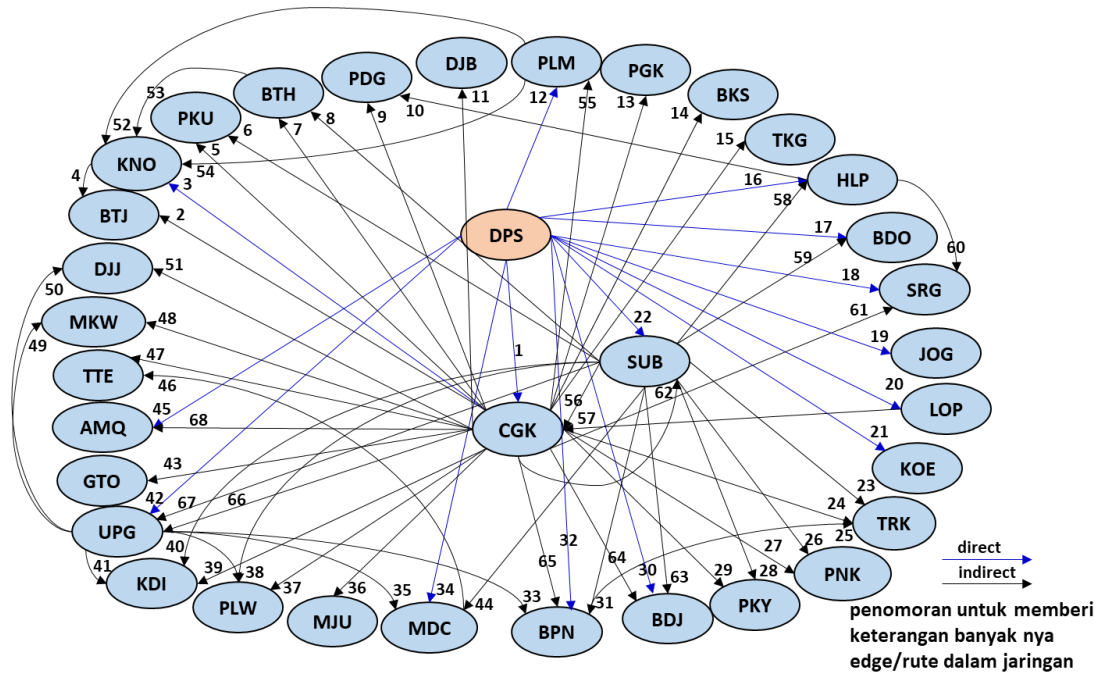 DJB
PLM
PGK
PDG
BTH
BKS
PKU
TKG
KNO
HLP
BTJ
DPS
BDO
DJJ
SRG
MKW
SUB
JOG
TTE
LOP
AMQ
CGK
KOE
GTO
UPG
TRK
KDI
PNK
PLW
PKY
MJU
MDC
BPN
BDJ
53
52
54
4
3
5
6
7
8
9
10
11
12
55
13
14
15
16
58
17
59
60
18
61
19
20
21
22
62
1
56
57
2
51
50
49
48
47
46
45
68
43
42
67
66
41
40
39
38
37
36
35
34
44
33
65
32
31
64
30
63
29
28
27
26
25
24
23
direct
indirect
penomoran untuk memberi
keterangan banyak nya
edge/rute dalam jaringan